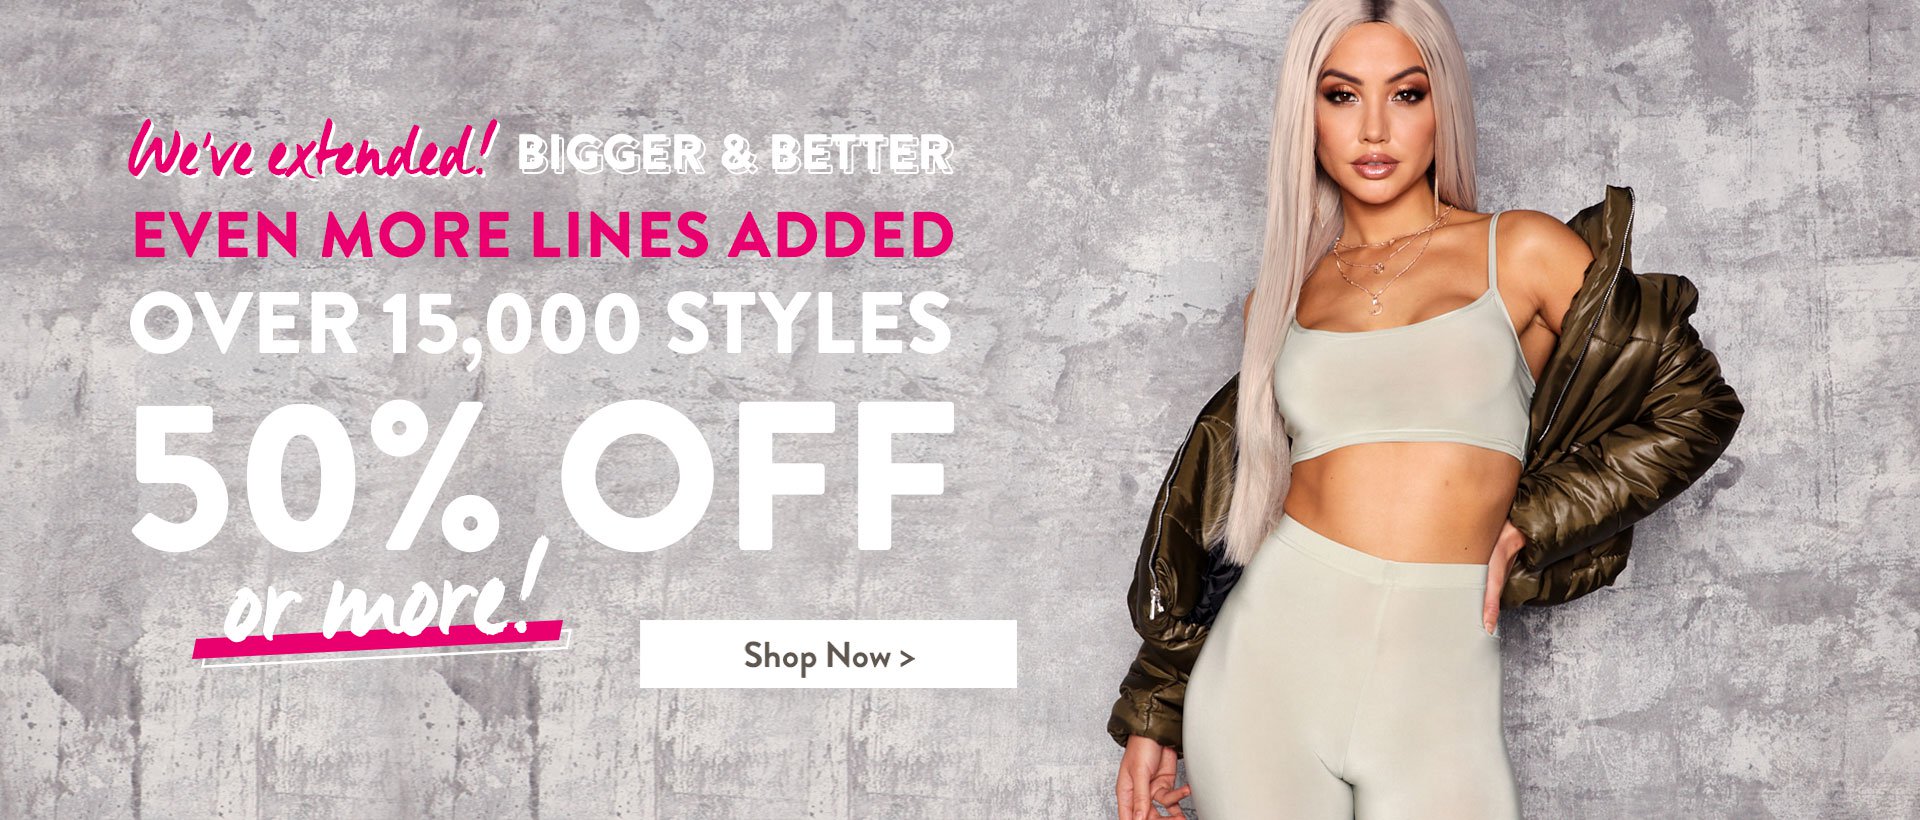 We've extended! BIGGER & BETTER
EVEN MORE LINES ADDED
OVER 15,000 STYLES
50% OFF
or more!
Shop Now >